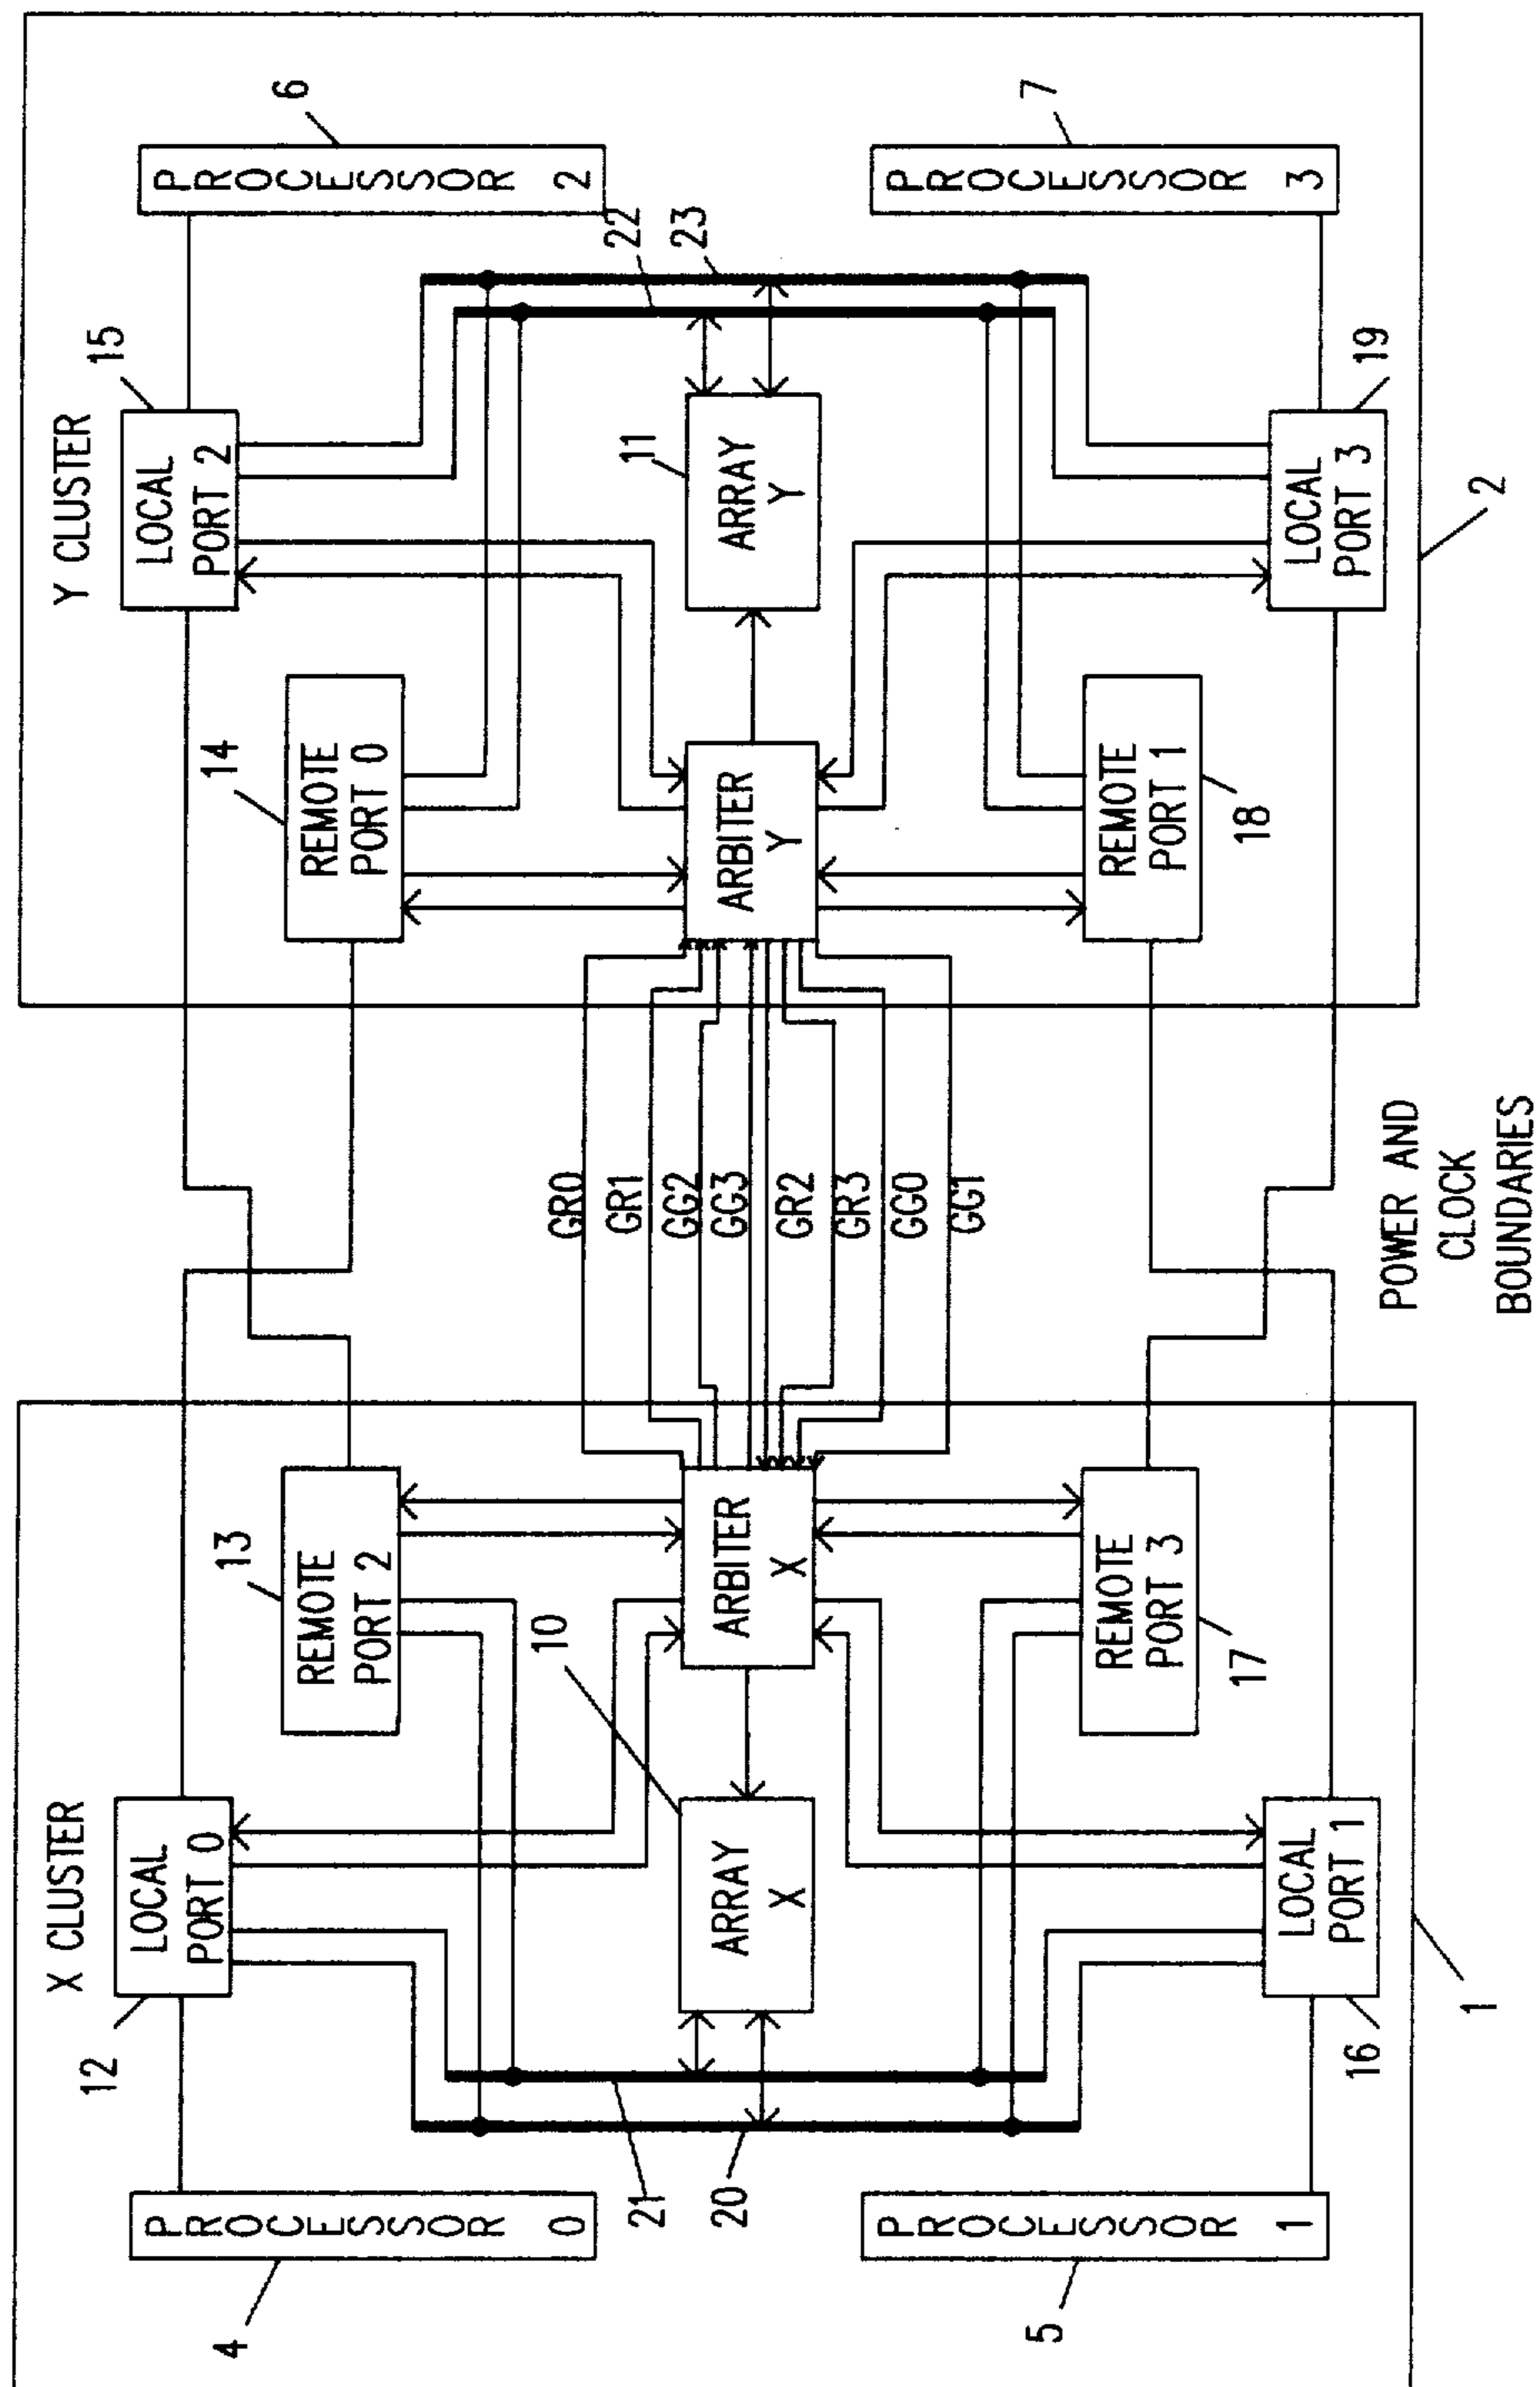 X CLUSTER
Y CLUSTER
12
LOCAL
PORT 0
13
REMOTE
PORT 2
14
REMOTE
PORT 0
15
LOCAL
PORT 2
4
PROCESSOR 0
6
PROCESSOR 2
21
20
10
ARRAY
X
ARBITER
X
GR0
GR1
GG2
GG3
GR2
GR3
GG0
GG1
ARBITER
Y
11
ARRAY
Y
22
23
5
PROCESSOR 1
7
PROCESSOR 3
16
LOCAL
PORT 1
17
REMOTE
PORT 3
18
REMOTE
PORT 1
19
LOCAL
PORT 3
1
2
POWER AND
CLOCK
BOUNDARIES